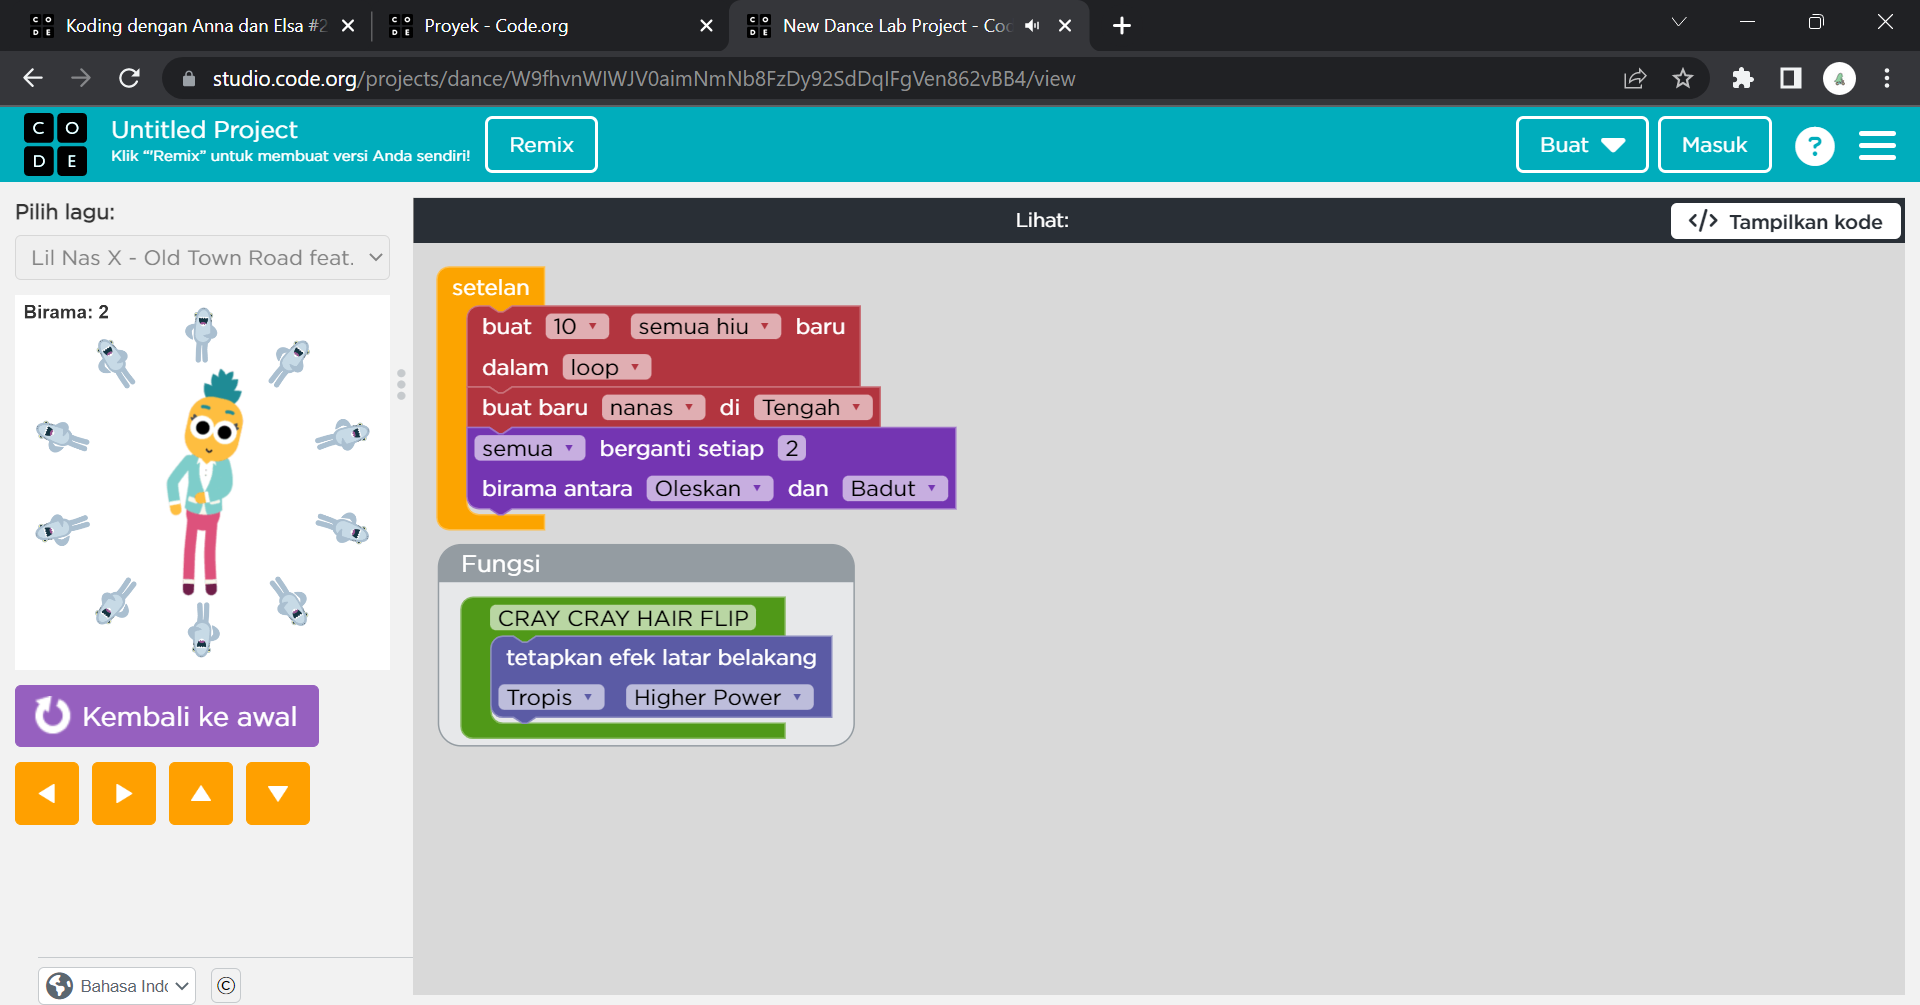 Koding dengan Anna dan Elsa #2
Proyek - Code.org
New Dance Lab Project - Co
studio.code.org/projects/dance/W9fhvnWIWJV0aimNmNb8FzDy92SdDqIFgVen862vBB4/view
C O
D E
Untitled Project
Klik “"Remix” untuk membuat versi Anda sendiri!
Remix
Buat
Masuk
?
Pilih lagu:
Lil Nas X - Old Town Road feat.
Birama: 2
Kembali ke awal
Bahasa Indo
©
Lihat:
</> Tampilkan kode
setelan
buat 10 semua hiu baru
dalam loop
buat baru nanas di Tengah
semua berganti setiap 2
birama antara Oleskan dan Badut
Fungsi
CRAY CRAY HAIR FLIP
tetapkan efek latar belakang
Tropis Higher Power